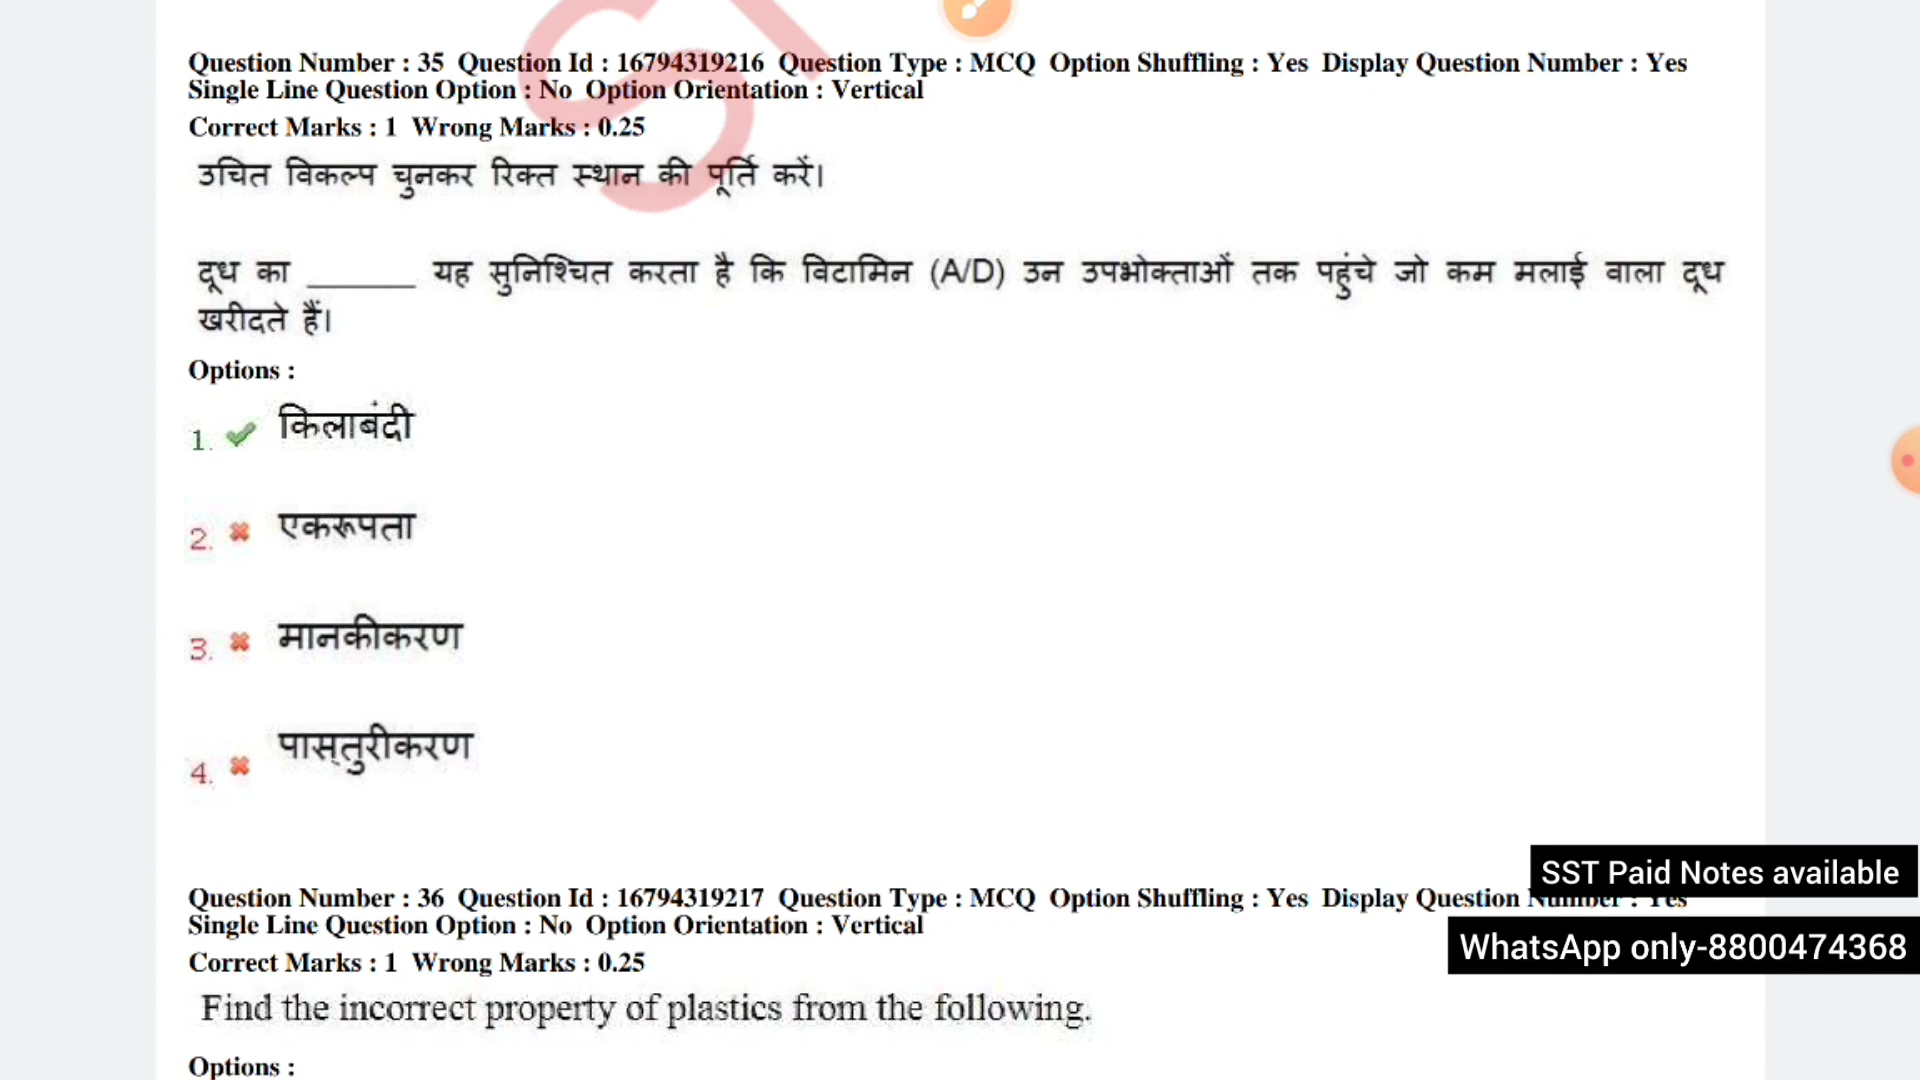 Question Number : 35 Question Id : 16794319216 Question Type : MCQ Option Shuffling : Yes Display Question Number : Yes
Single Line Question Option : No Option Orientation : Vertical
Correct Marks : 1 Wrong Marks : 0.25
उचित विकल्प चुनकर रिक्त स्थान की पूर्ति करें।
दूध का ______ यह सुनिश्चित करता है कि विटामिन (A/D) उन उपभोक्ताओं तक पहुंचे जो कम मलाई वाला दूध
खरीदते हैं।
Options :
1. किलाबंदी
2. एकरूपता
3. मानकीकरण
4. पास्तुरीकरण
SST Paid Notes available
Question Number : 36 Question Id : 16794319217 Question Type : MCQ Option Shuffling : Yes Display Question Number : Yes
Single Line Question Option : No Option Orientation : Vertical
WhatsApp only-8800474368
Correct Marks : 1 Wrong Marks : 0.25
Find the incorrect property of plastics from the following.
Options :